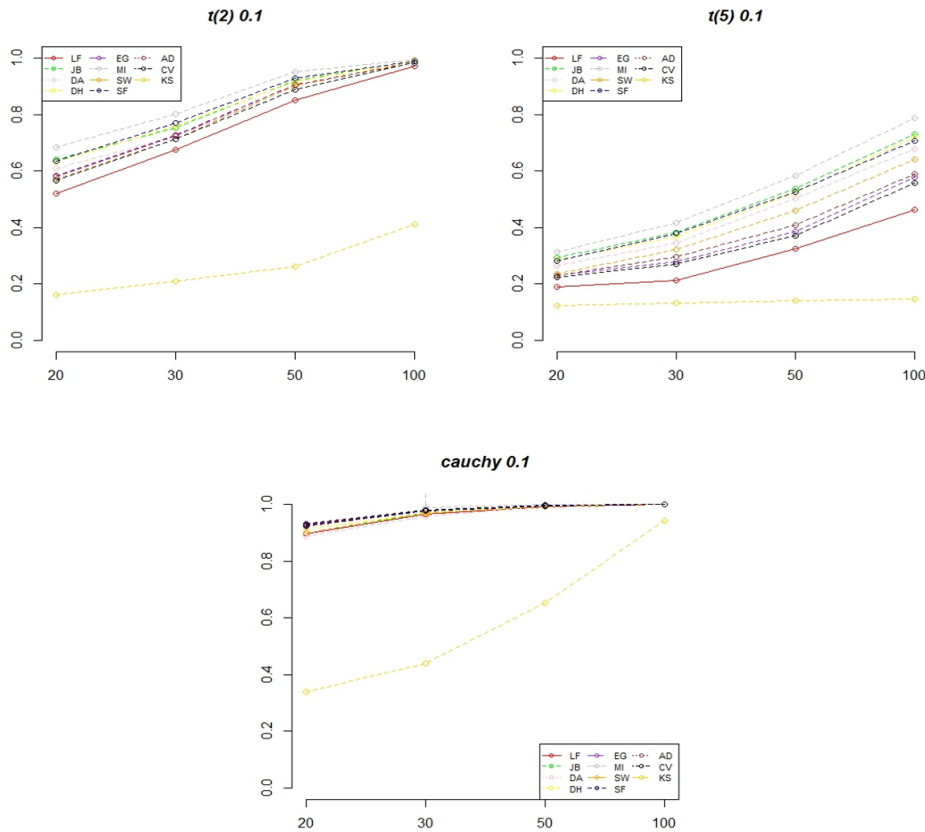 t(2) 0.1
LF EG AD
JB MI CV
DA SW KS
DH SF
1.0
0.8
0.6
0.4
0.2
0.0
20 30 50 100
t(5) 0.1
LF EG AD
JB MI CV
DA SW KS
DH SF
1.0
0.8
0.6
0.4
0.2
0.0
20 30 50 100
cauchy 0.1
1.0
0.8
0.6
0.4
0.2
0.0
LF EG AD
JB MI CV
DA SW KS
DH SF
20 30 50 100